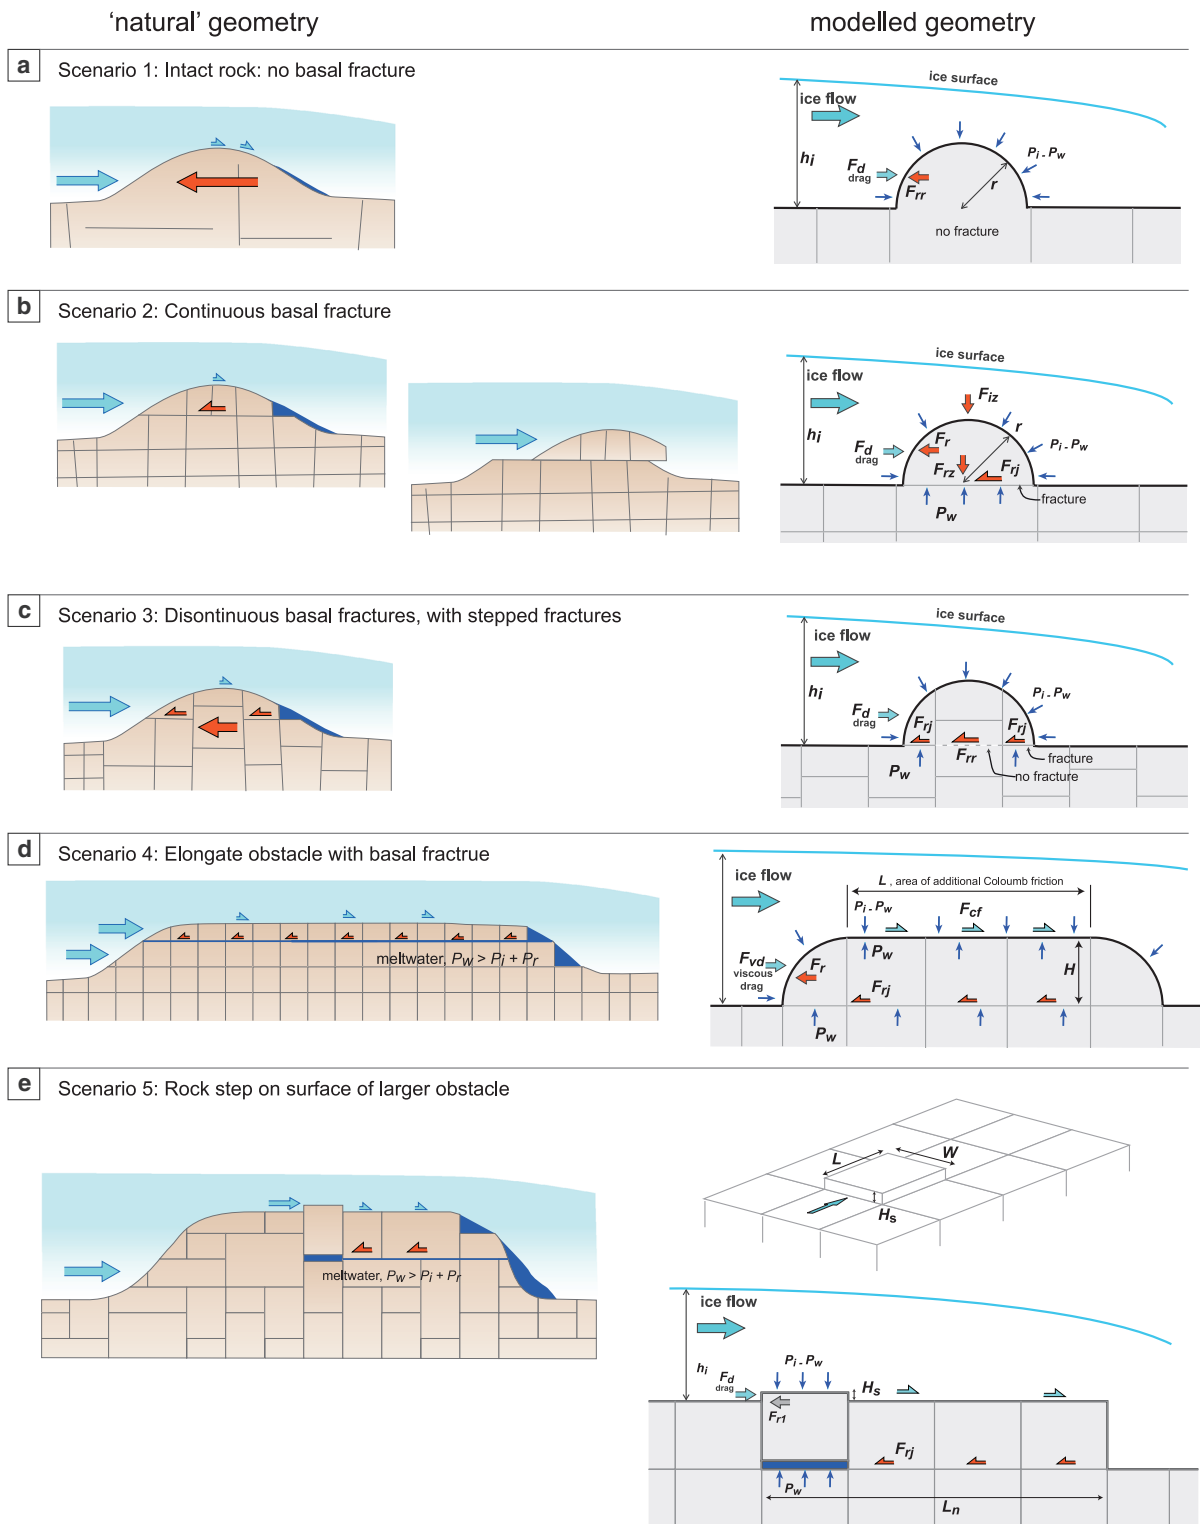 'natural' geometry
modelled geometry
a
Scenario 1: Intact rock: no basal fracture
ice surface
ice flow
hi
Fd
drag
Frr
Pi - Pw
r
no fracture
b
Scenario 2: Continuous basal fracture
ice surface
ice flow
Fiz
hi
Fd
drag
Fr
r
Pi - Pw
Frz
Frj
fracture
Pw
c
Scenario 3: Disontinuous basal fractures, with stepped fractures
ice surface
ice flow
hi
Pi - Pw
Fd
drag
Frj
Frj
Frr
fracture
Pw
no fracture
d
Scenario 4: Elongate obstacle with basal fractrue
L , area of additional Coloumb friction
ice flow
Pi - Pw
Fcf
meltwater, Pw > Pi + Pr
Pw
Fvd
viscous
drag
Fr
H
Frj
Pw
e
Scenario 5: Rock step on surface of larger obstacle
L
W
Hs
meltwater, Pw > Pi + Pr
ice flow
hi
Pi - Pw
Fd
drag
Hs
Fr1
Frj
Pw
Ln